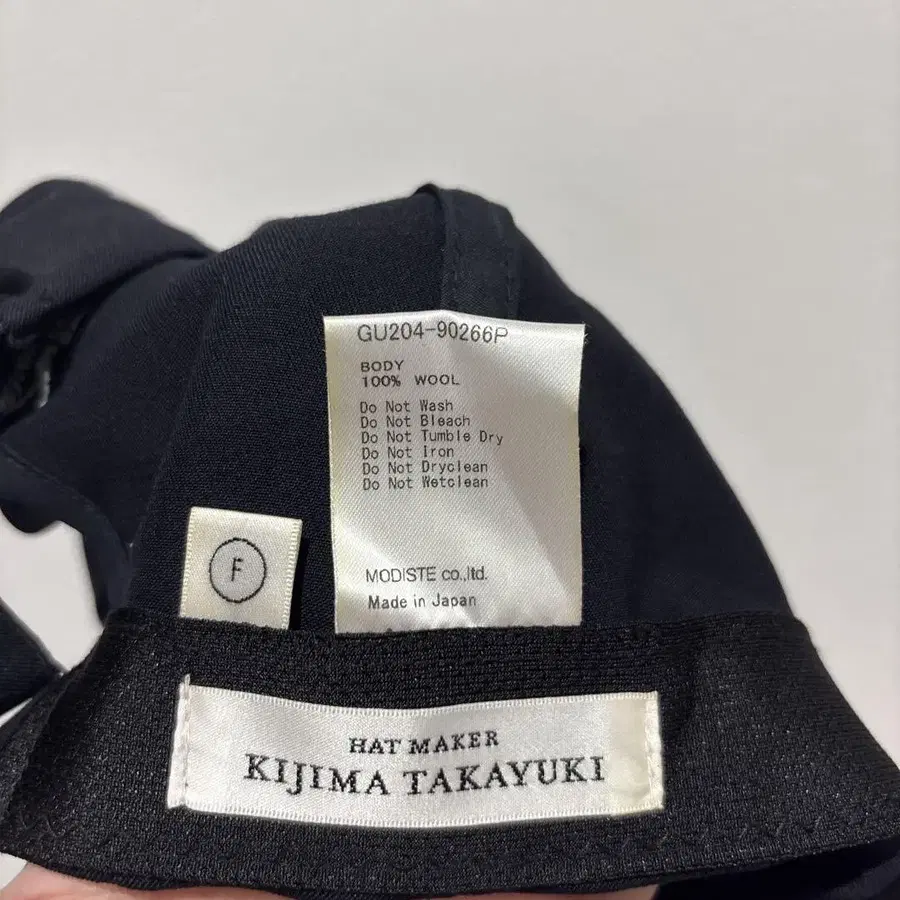 GU204-90266P
BODY
100% WOOL
Do Not Wash
Do Not Bleach
Do Not Tumble Dry
Do Not Iron
Do Not Dryclean
Do Not Wetclean
MODISTE co.,ltd.
Made in Japan
F
HAT MAKER
KIJIMA TAKAYUKI